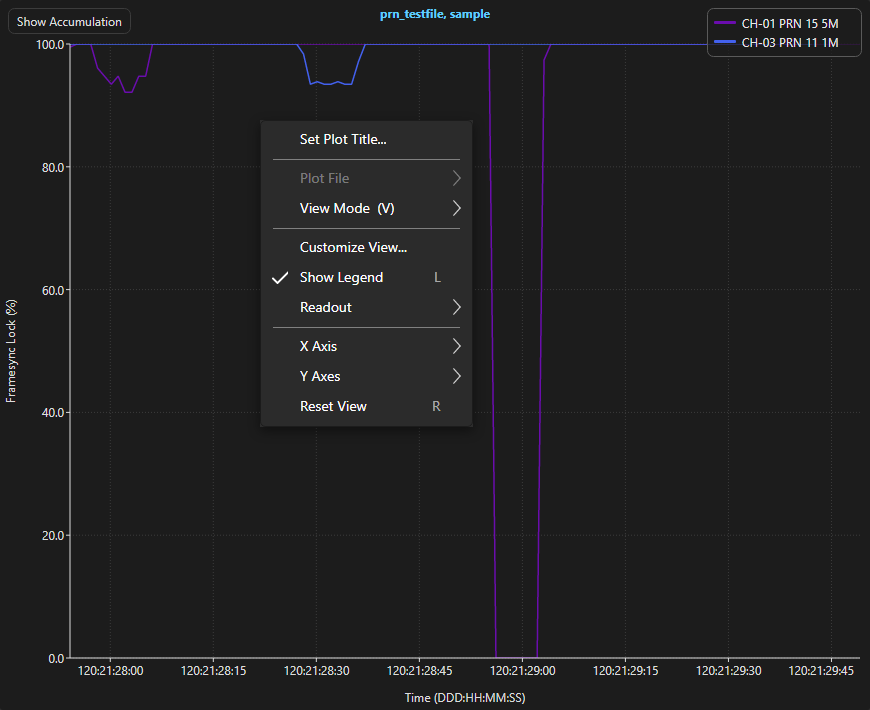 Show Accumulation
prn_testfile, sample
CH-01 PRN 15 5M
CH-03 PRN 11 1M
100.0
80.0
60.0
40.0
20.0
0.0
Framesync Lock (%)
Set Plot Title...
Plot File
View Mode (V)
Customize View...
Show Legend L
Readout
X Axis
Y Axes
Reset View R
120:21:28:00 120:21:28:15 120:21:28:30 120:21:28:45 120:21:29:00 120:21:29:15 120:21:29:30 120:21:29:45
Time (DDD:HH:MM:SS)